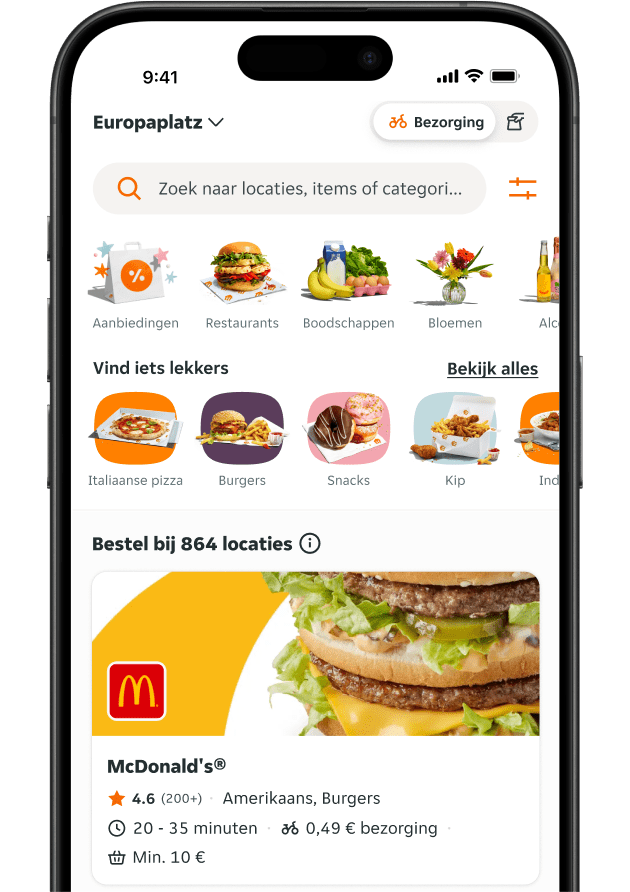 9:41
Europaplatz
Bezorging
Zoek naar locaties, items of categori...
%
Aanbiedingen Restaurants Boodschappen Bloemen Alc
Vind iets lekkers Bekijk alles
Italiaanse pizza Burgers Snacks Kip Ind
Bestel bij 864 locaties
McDonald's®
4.6 (200+) · Amerikaans, Burgers
20 - 35 minuten · 0,49 € bezorging ·
Min. 10 €